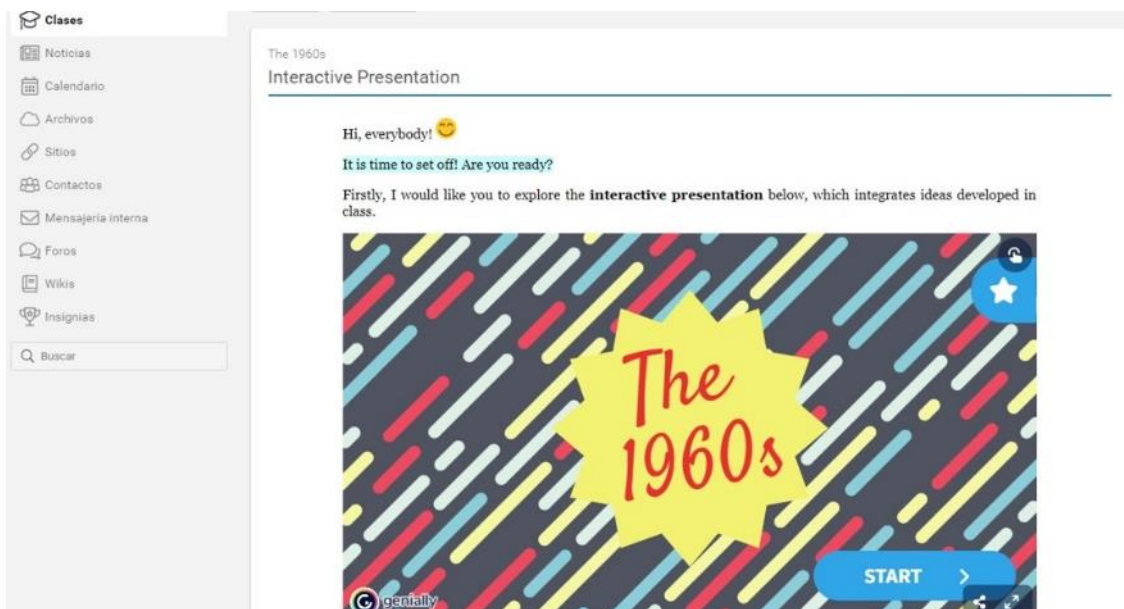 Clases
Noticias
Calendario
Archivos
Sitios
Contactos
Mensajería interna
Foros
Wikis
Insignias
Buscar
The 1960s
Interactive Presentation
Hi, everybody!
It is time to set off! Are you ready?
Firstly, I would like you to explore the interactive presentation below, which integrates ideas developed in
class.
The
1960s
START
genially